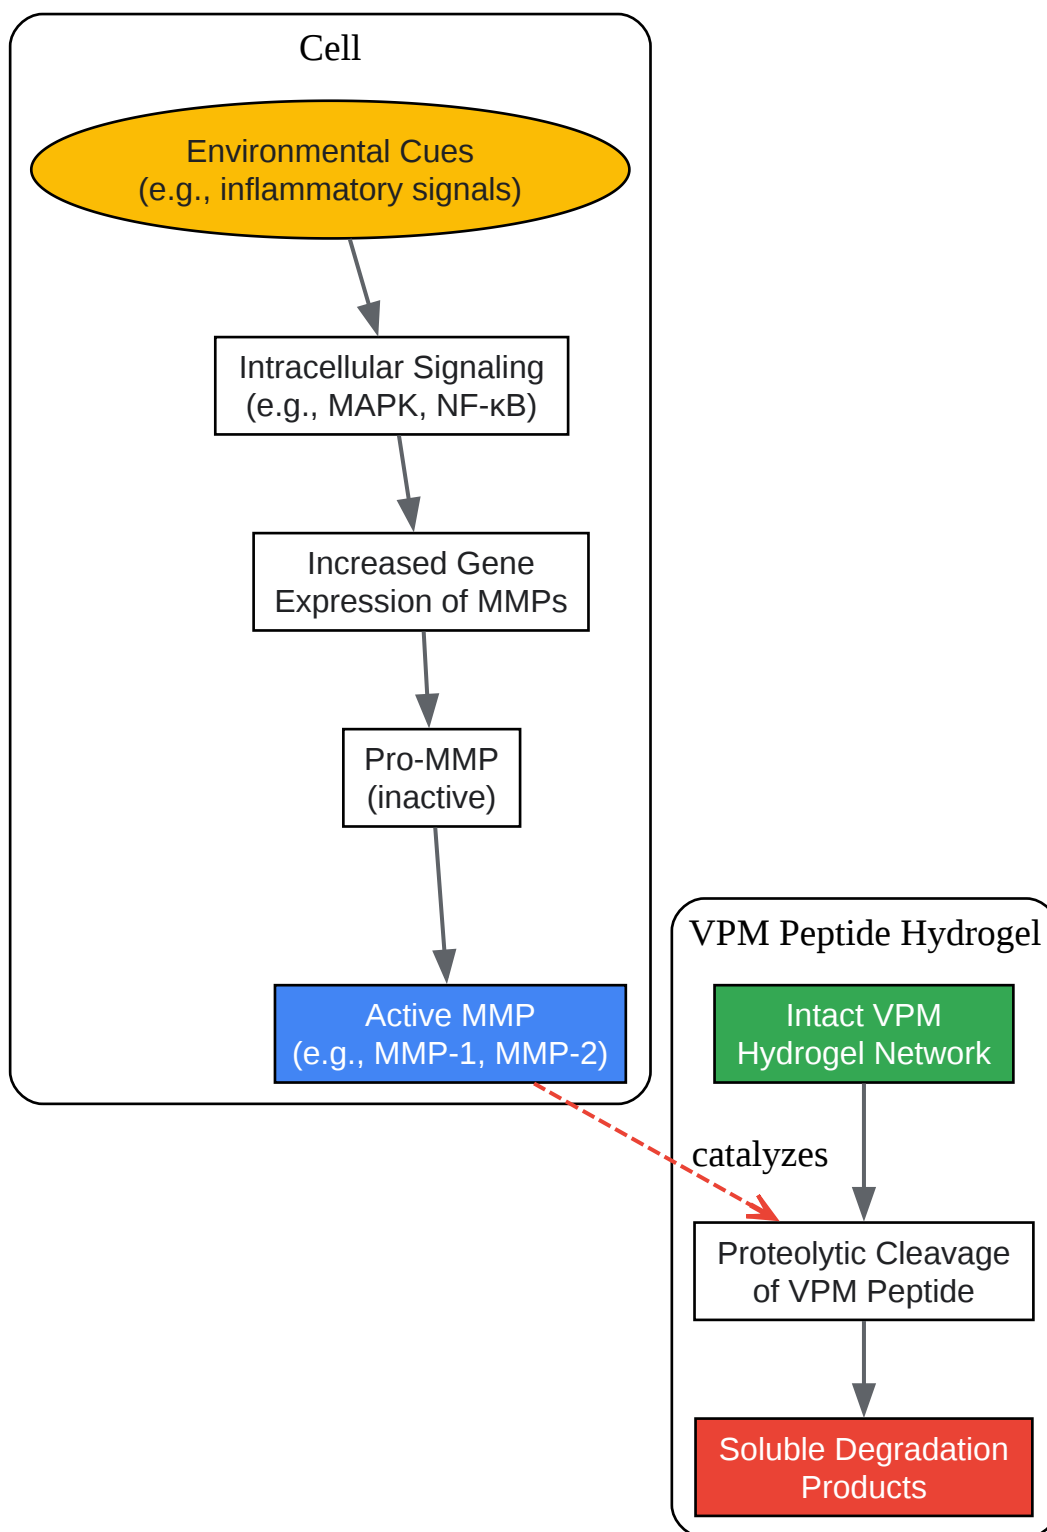 Cell
Environmental Cues
(e.g., inflammatory signals)
Intracellular Signaling
(e.g., MAPK, NF-κB)
Increased Gene
Expression of MMPs
Pro-MMP
(inactive)
Active MMP
(e.g., MMP-1, MMP-2)
VPM Peptide Hydrogel
Intact VPM
Hydrogel Network
catalyzes
Proteolytic Cleavage
of VPM Peptide
Soluble Degradation
Products